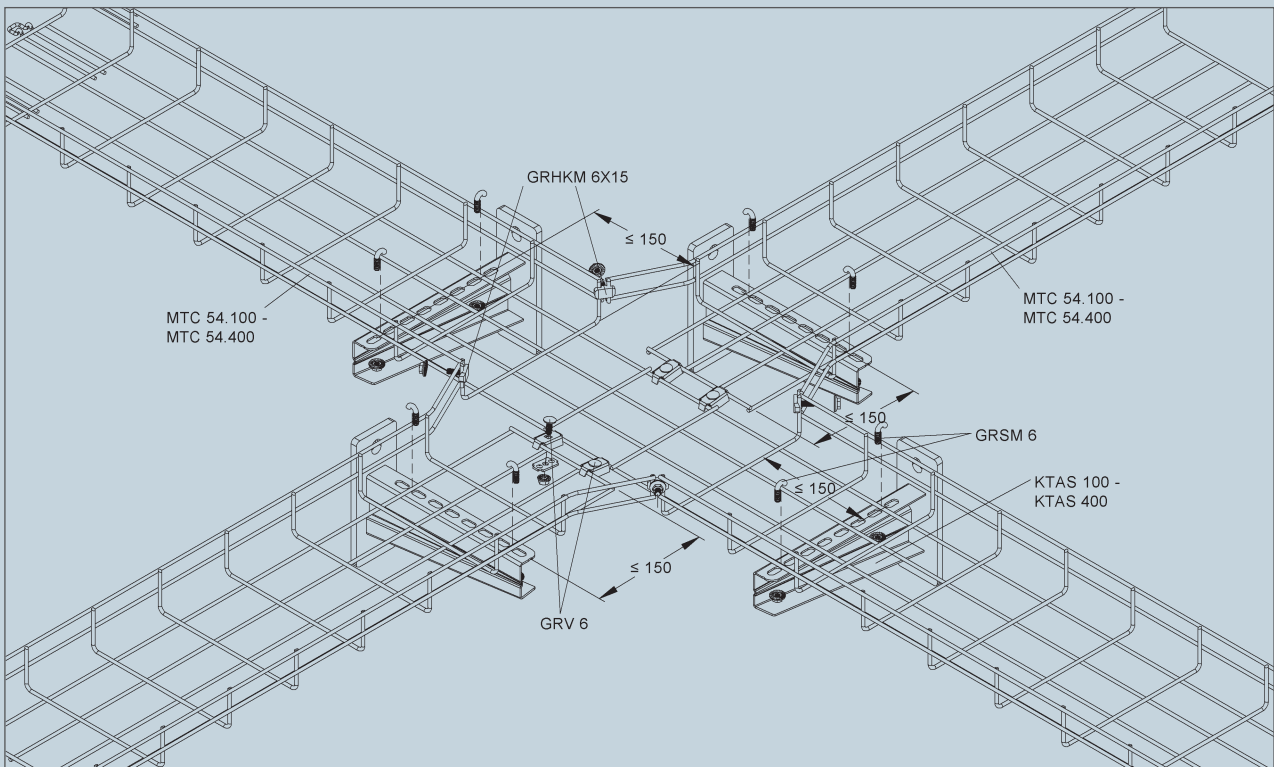 GRHKM 6X15
≤ 150
MTC 54.100 -
MTC 54.400
MTC 54.100 -
MTC 54.400
≤ 150
GRSM 6
≤ 150
KTAS 100 -
KTAS 400
≤ 150
GRV 6